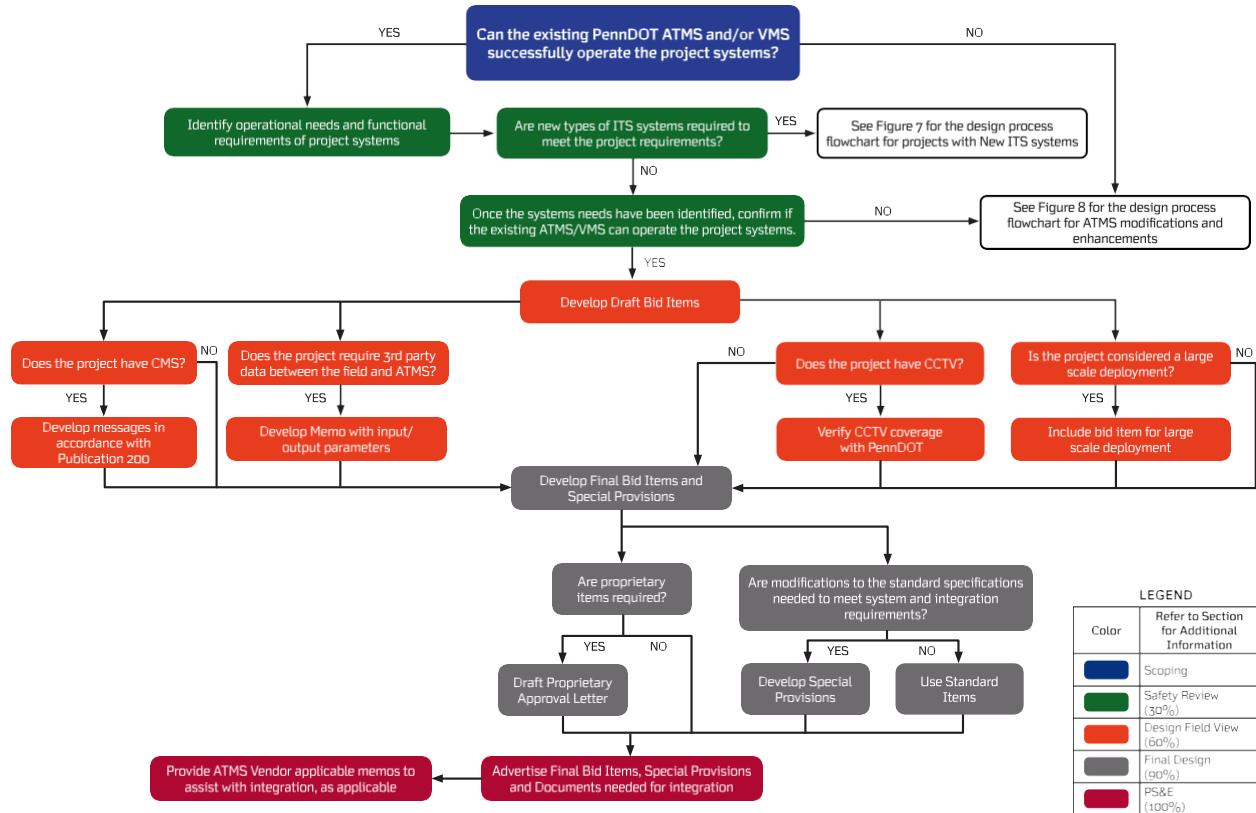 Can the existing PennDOT ATMS and/or VMS
successfully operate the project systems?
YES
NO
Identify operational needs and functional
requirements of project systems
Are new types of ITS systems required to
meet the project requirements?
YES
See Figure 7 for the design process
flowchart for projects with New ITS systems
NO
Once the systems needs have been identified, confirm if
the existing ATMS/VMS can operate the project systems.
NO
See Figure 8 for the design process
flowchart for ATMS modifications and
enhancements
YES
Develop Draft Bid Items
Does the project have CMS?
NO
Does the project require 3rd party
data between the field and ATMS?
NO
Does the project have CCTV?
Is the project considered a large
scale deployment?
NO
YES
YES
YES
YES
Develop messages in
accordance with
Publication 200
Develop Memo with input/
output parameters
Verify CCTV coverage
with PennDOT
Include bid item for large
scale deployment
Develop Final Bid Items and
Special Provisions
Are proprietary
items required?
Are modifications to the standard specifications
needed to meet system and integration
requirements?
YES
NO
YES
NO
Draft Proprietary
Approval Letter
Develop Special
Provisions
Use Standard
Items
Provide ATMS Vendor applicable memos to
assist with integration, as applicable
Advertise Final Bid Items, Special Provisions
and Documents needed for integration
LEGEND
Color
Refer to Section
for Additional
Information
Scoping
Safety Review
(30%)
Design Field View
(60%)
Final Design
(90%)
PS&E
(100%)